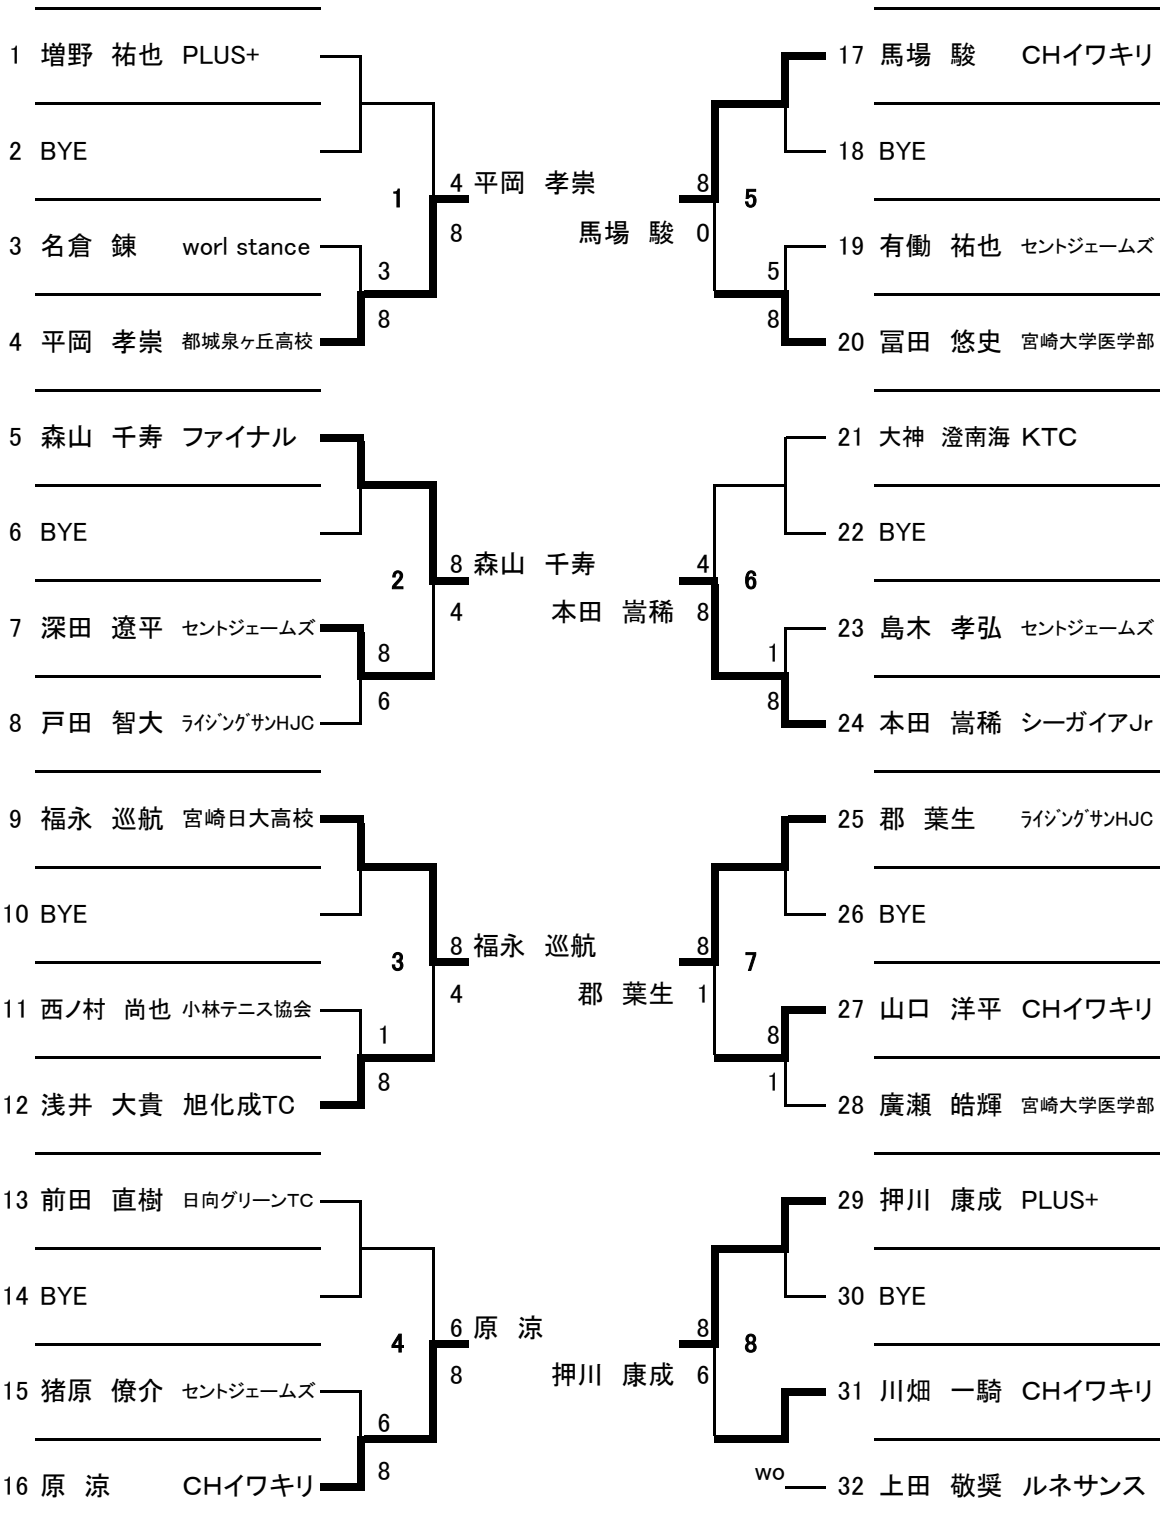 1 増野 祐也 PLUS+
2 BYE
1
4 平岡 孝崇
8
3 名倉 錬 worl stance
3
8
4 平岡 孝崇 都城泉ヶ丘高校
5 森山 千寿 ファイナル
6 BYE
2
8 森山 千寿
4
7 深田 遼平 セントジェームズ
8
6
8 戸田 智大 ﾗｲｼﾞﾝｸﾞｻﾝHJC
9 福永 巡航 宮崎日大高校
10 BYE
3
8 福永 巡航
4
11 西ノ村 尚也 小林テニス協会
1
8
12 浅井 大貴 旭化成TC
13 前田 直樹 日向グリーンTC
14 BYE
4
6 原 涼
8
15 猪原 僚介 セントジェームズ
6
8
16 原 涼 CHイワキリ
17 馬場 駿 CHイワキリ
18 BYE
8
5
馬場 駿 0
19 有働 祐也 セントジェームズ
5
8
20 冨田 悠史 宮崎大学医学部
21 大神 澄南海 KTC
22 BYE
4
6
本田 嵩稀 8
23 島木 孝弘 セントジェームズ
1
8
24 本田 嵩稀 シーガイアJr
25 郡 葉生 ﾗｲｼﾞﾝｸﾞｻﾝHJC
26 BYE
8
7
郡 葉生 1
27 山口 洋平 CHイワキリ
8
1
28 廣瀬 皓輝 宮崎大学医学部
29 押川 康成 PLUS+
30 BYE
8
8
押川 康成 6
31 川畑 一騎 CHイワキリ
wo
32 上田 敬奨 ルネサンス